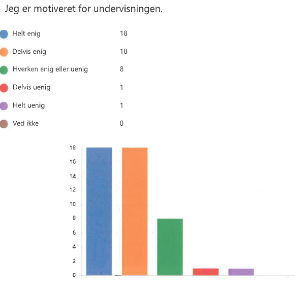 Jeg er motiveret for undervisningen.
Helt enig 18
Delvis enig 18
Hverken enig eller uenig 8
Delvis uenig 1
Helt uenig 1
Ved ikke 0
18
16
14
12
10
8
6
4
2
0